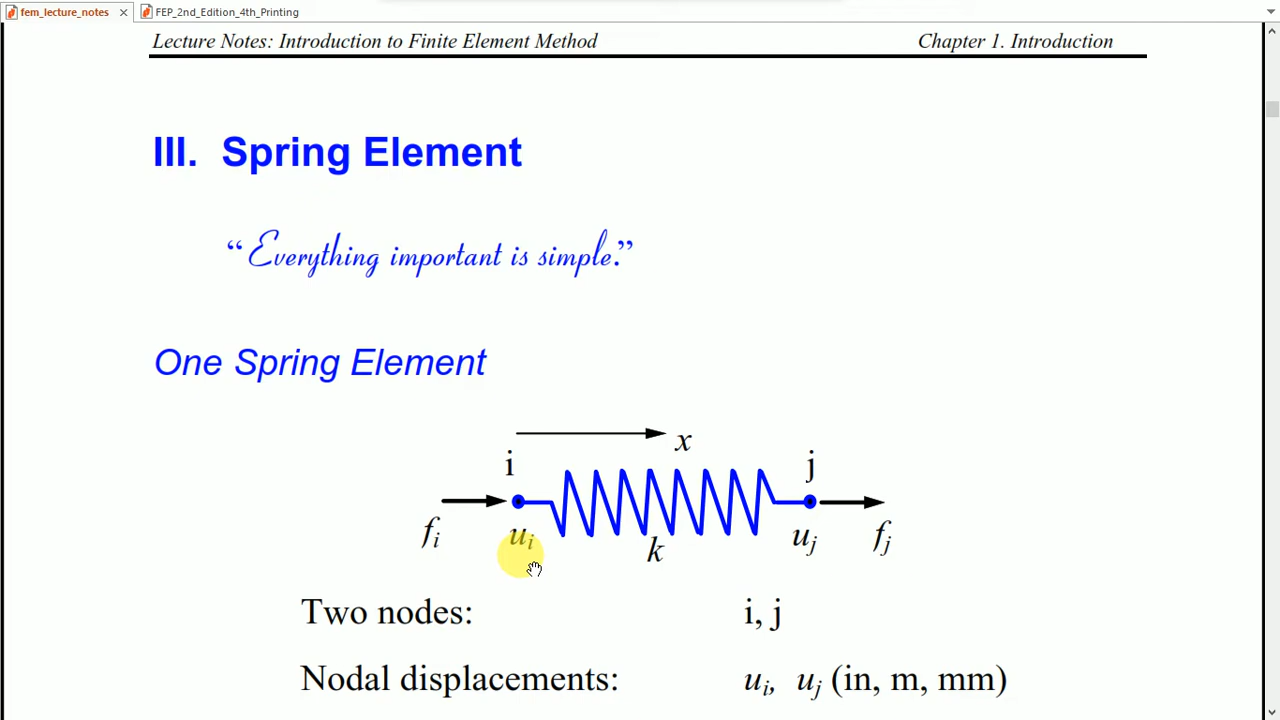 fem_lecture_notes FEP_2nd_Edition_4th_Printing
Lecture Notes: Introduction to Finite Element Method Chapter 1. Introduction
III. Spring Element
“Everything important is simple.”
One Spring Element
x
i j
fi ui k uj fj
Two nodes: i, j
Nodal displacements: ui, uj (in, m, mm)